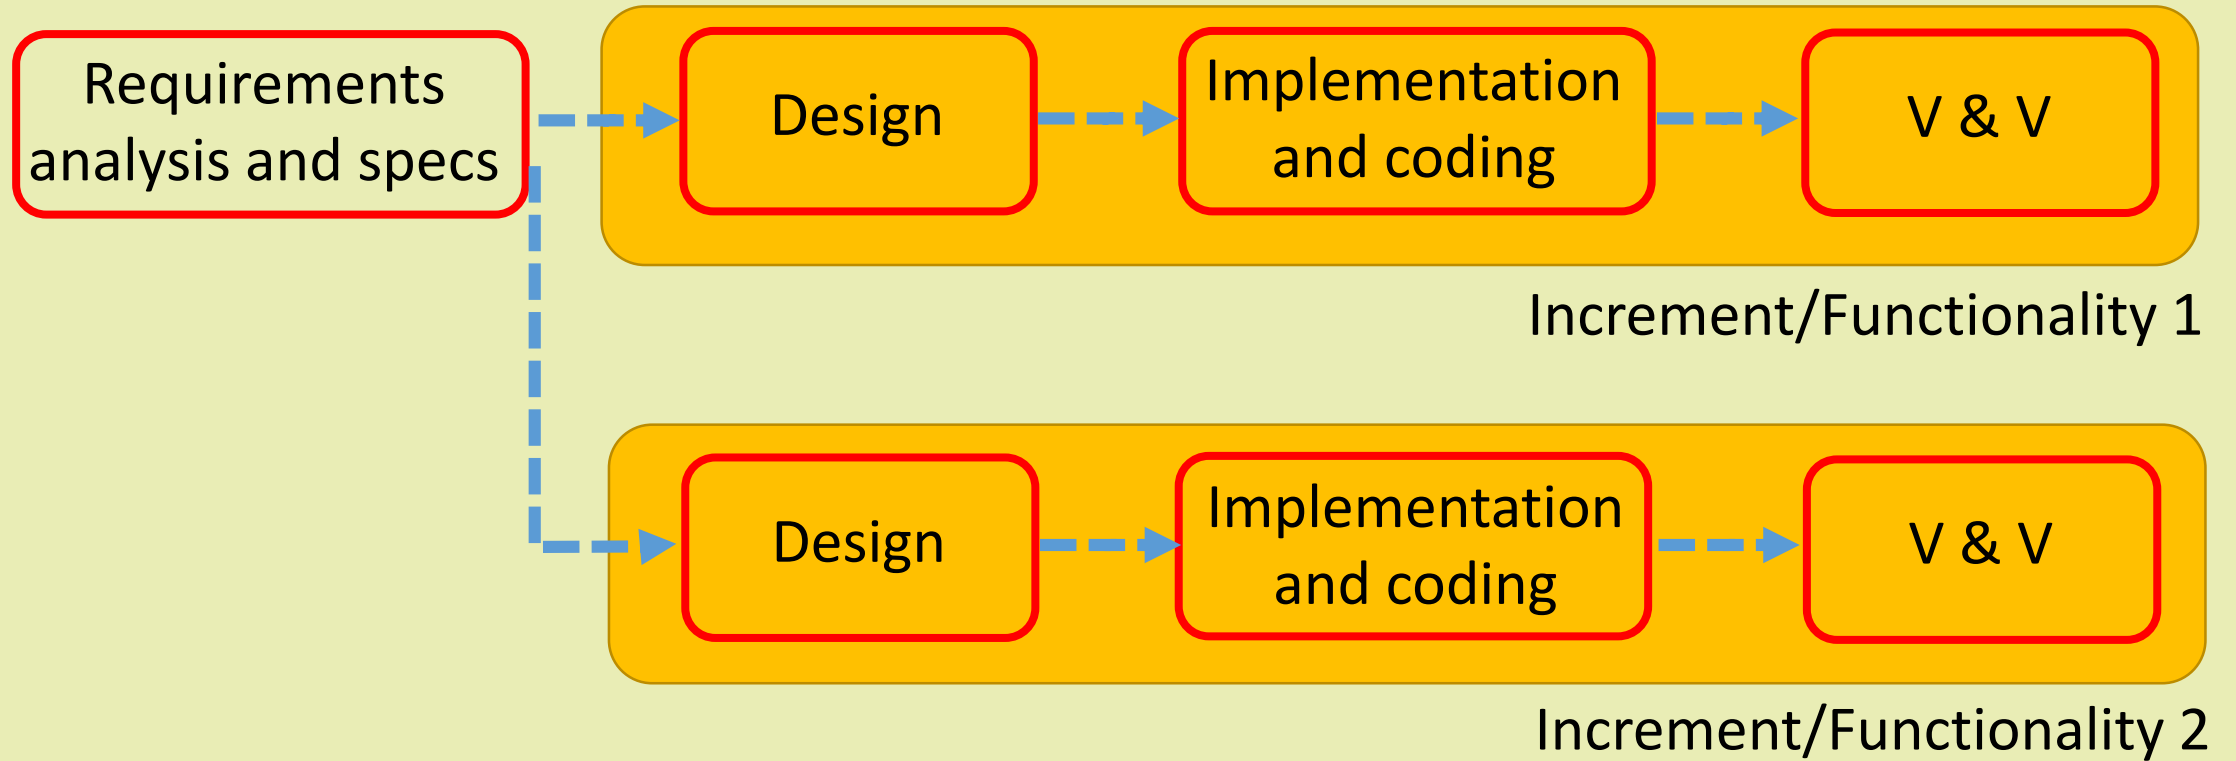 Requirements
analysis and specs
Design
Implementation
and coding
V & V
Increment/Functionality 1
Design
Implementation
and coding
V & V
Increment/Functionality 2